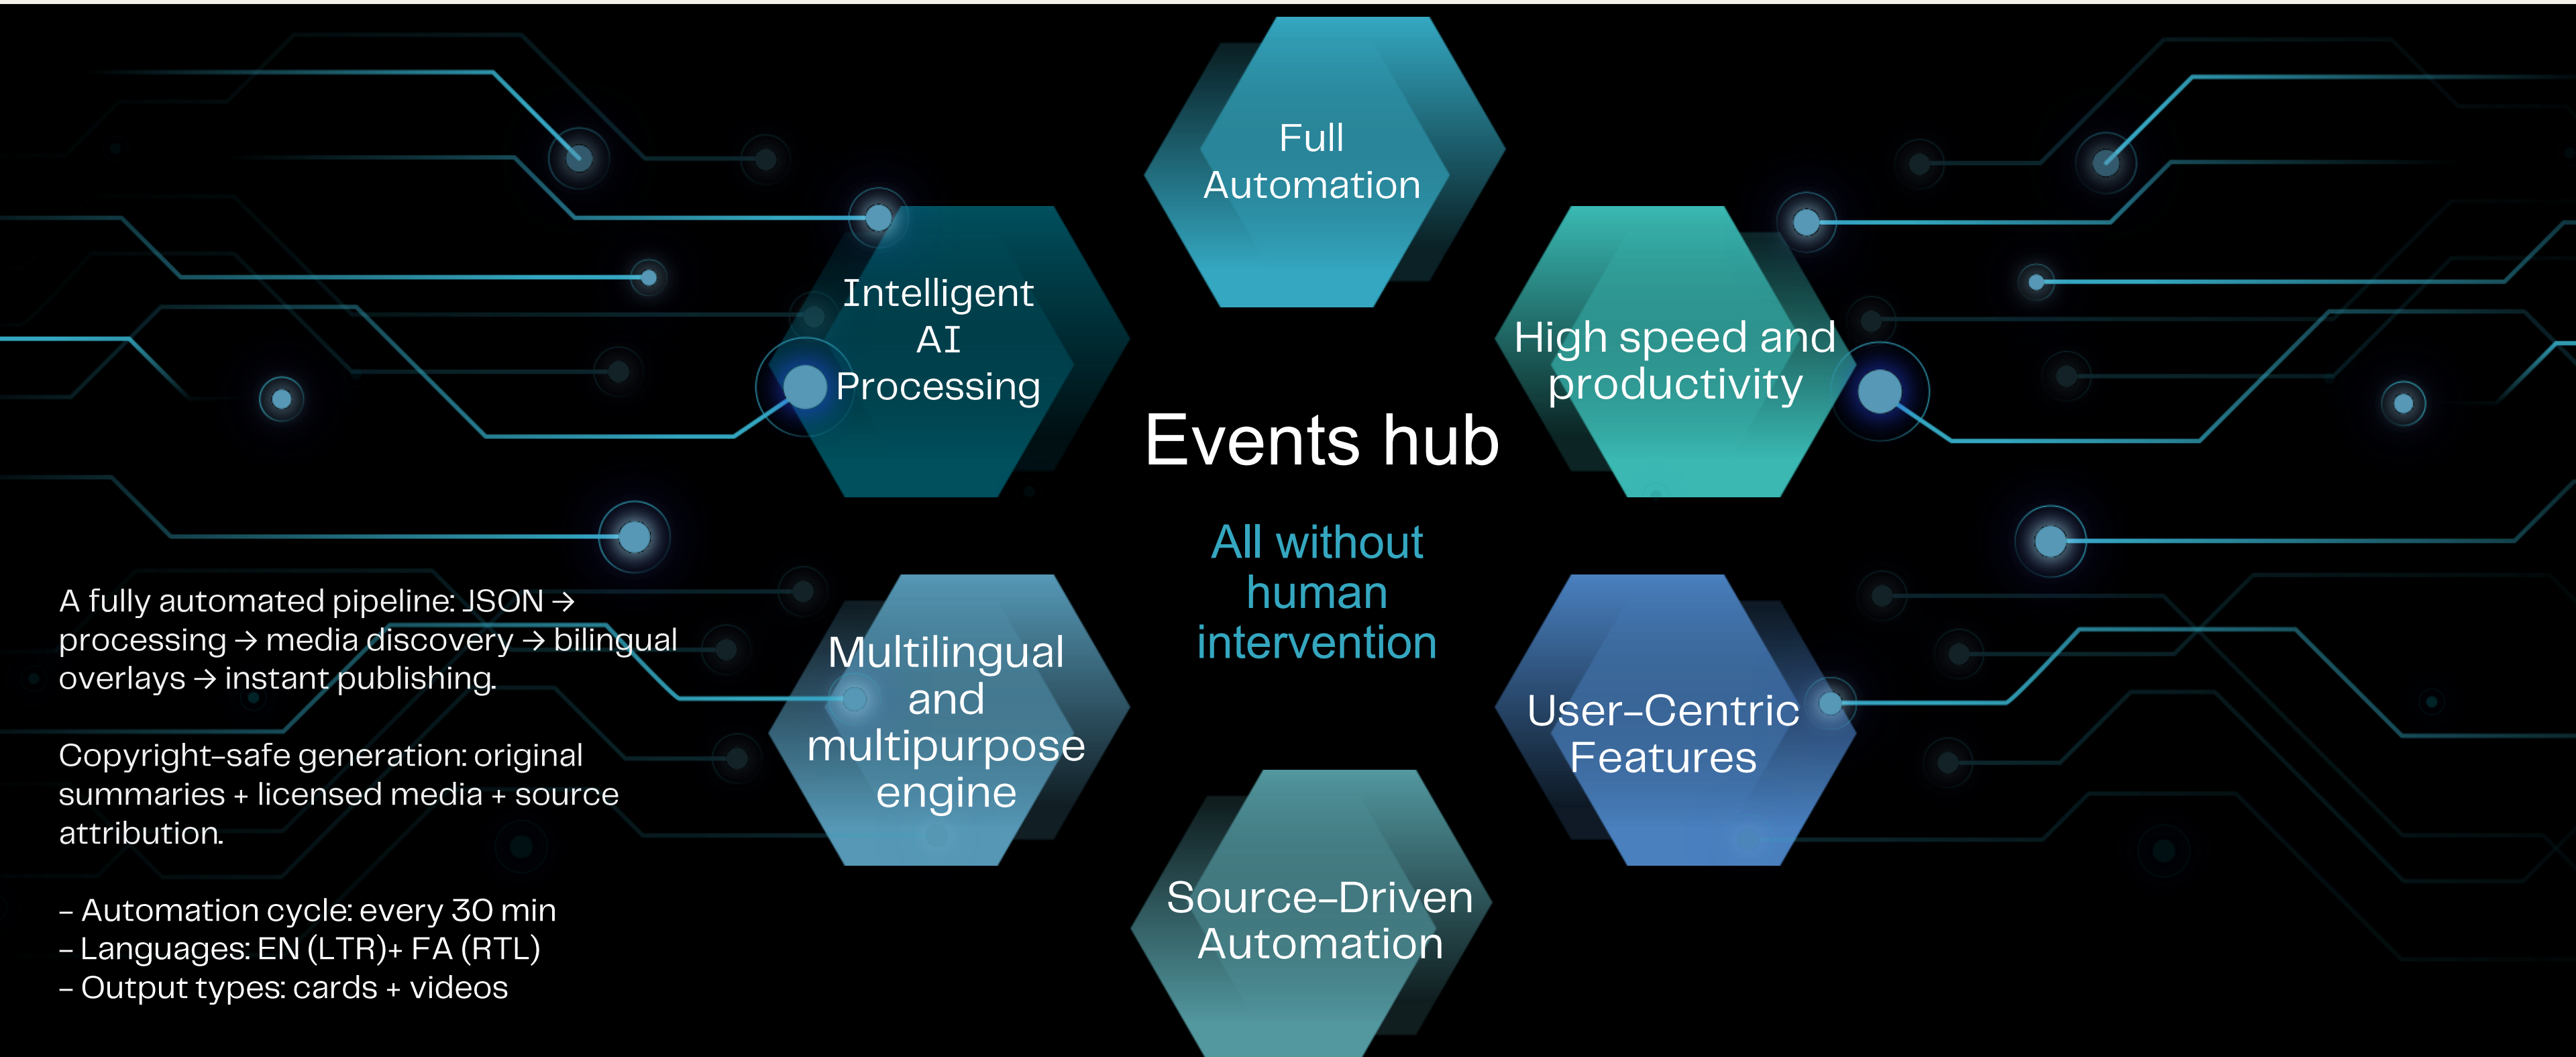 Full
Automation
Intelligent
AI
Processing
High speed and
productivity
Events hub
All without
human
intervention
Multilingual
and
multipurpose
engine
User-Centric
Features
Source-Driven
Automation
A fully automated pipeline: JSON →
processing → media discovery → bilingual
overlays → instant publishing.
Copyright-safe generation: original
summaries + licensed media + source
attribution.
- Automation cycle: every 30 min
- Languages: EN (LTR)+ FA (RTL)
- Output types: cards + videos